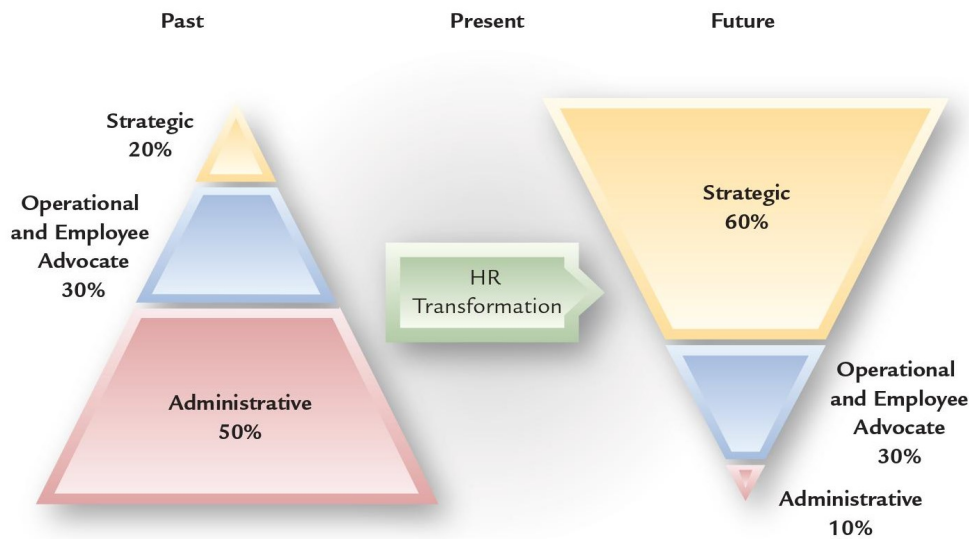 Past
Present
Future
Strategic
20%
Operational
and Employee
Advocate
30%
Administrative
50%
HR
Transformation
Strategic
60%
Operational
and Employee
Advocate
30%
Administrative
10%